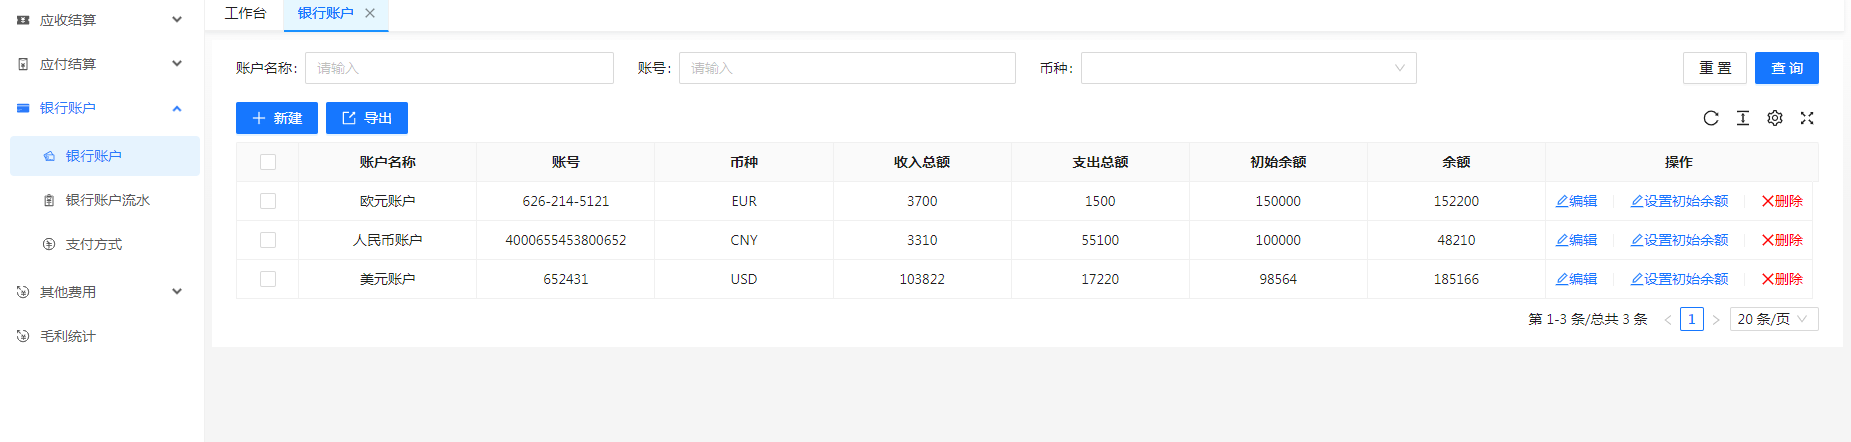 应收结算
应付结算
银行账户
银行账户
银行账户流水
支付方式
其他费用
毛利统计
工作台 银行账户
账户名称: 请输入 账号: 请输入 币种: 重 置 查 询
新建 导出
账户名称 账号 币种 收入总额 支出总额 初始余额 余额 操作
欧元账户 626-214-5121 EUR 3700 1500 150000 152200 编辑 设置初始余额 删除
人民币账户 4000655453800652 CNY 3310 55100 100000 48210 编辑 设置初始余额 删除
美元账户 652431 USD 103822 17220 98564 185166 编辑 设置初始余额 删除
第 1-3 条/总共 3 条 1 20 条/页